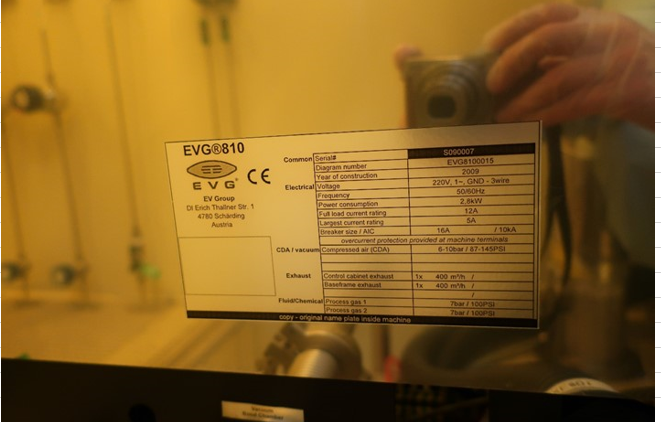 EVG®810
EVG
CE
EV Group
DI Erich Thallner Str. 1
4780 Schärding
Austria
Common Serial# S090007
Diagram number EVG8100015
Year of construction 2009
Electrical Voltage 220V, 1~, GND - 3wire
Frequency 50/60Hz
Power consumption 2,8kW
Full load current rating 12A
Largest current rating 5A
Breaker size / AIC 16A / 10kA
overcurrent protection provided at machine terminals
CDA / vacuum Compressed air (CDA) 6-10bar / 87-145PSI
Exhaust Control cabinet exhaust 1x 400 m³/h /
Baseframe exhaust 1x 400 m³/h /
/
Fluid/Chemical Process gas 1 7bar / 100PSI
Process gas 2 7bar / 100PSI
copy - original name plate inside machine
Vacuum